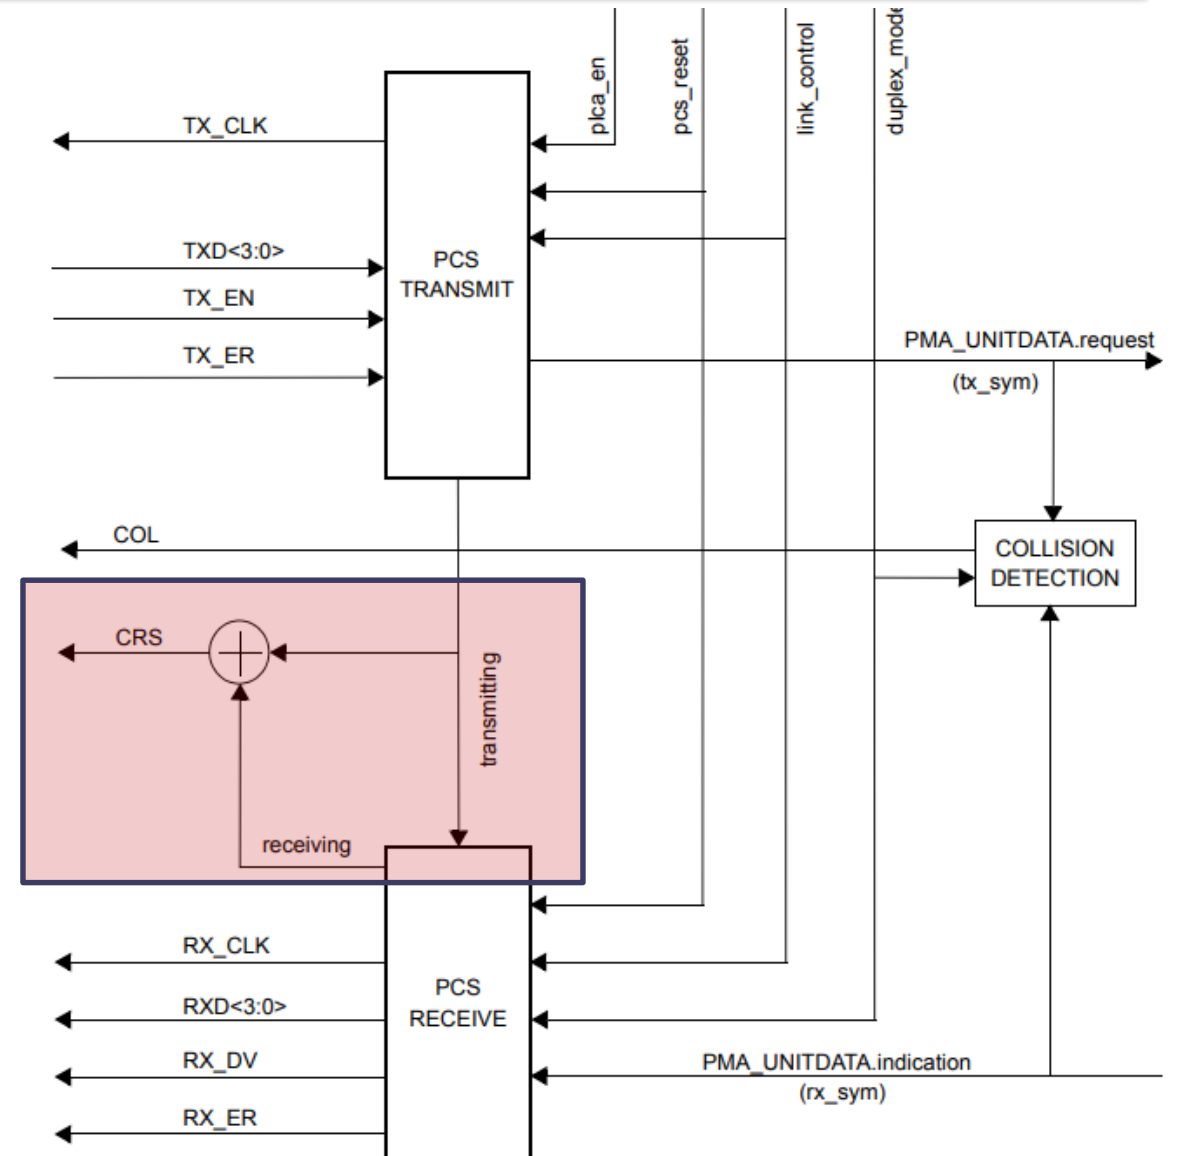 plca_en
pcs_reset
link_control
duplex_mode
TX_CLK
TXD<3:0>
TX_EN
TX_ER
PCS
TRANSMIT
PMA_UNITDATA.request
(tx_sym)
COL
COLLISION
DETECTION
CRS
transmitting
receiving
RX_CLK
RXD<3:0>
RX_DV
RX_ER
PCS
RECEIVE
PMA_UNITDATA.indication
(rx_sym)